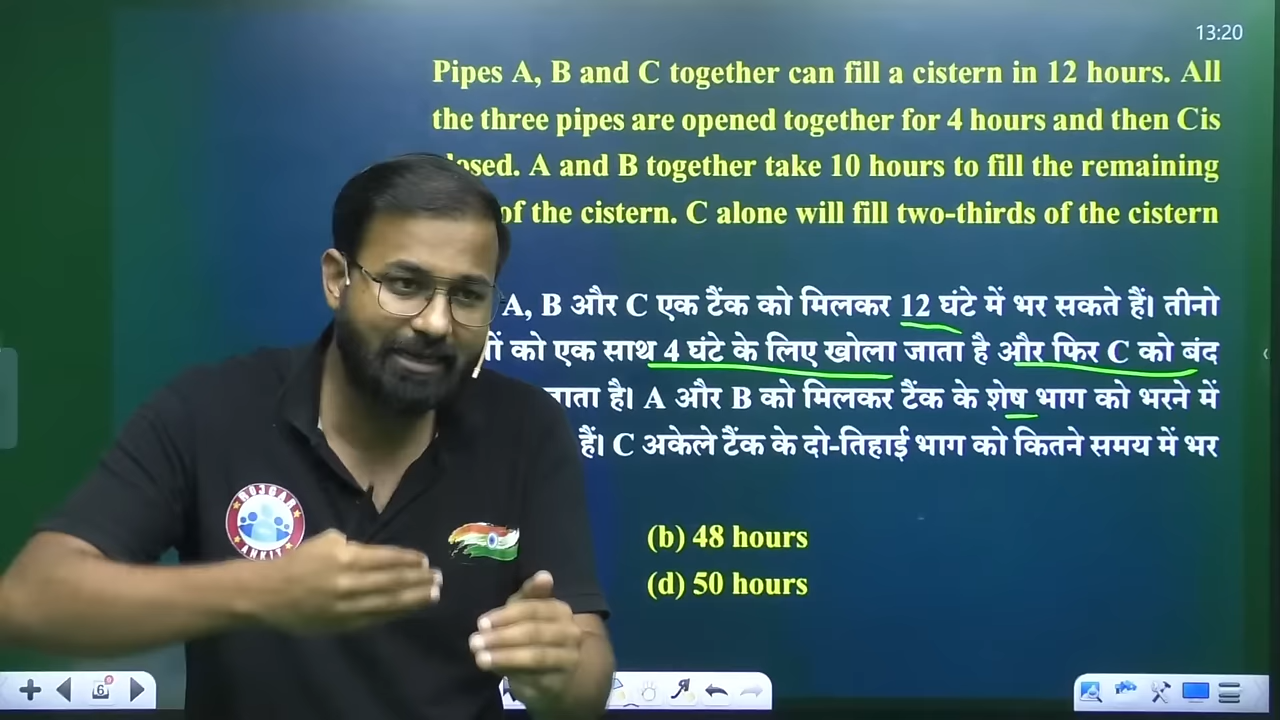 13:20
Pipes A, B and C together can fill a cistern in 12 hours. All
the three pipes are opened together for 4 hours and then Cis
losed. A and B together take 10 hours to fill the remaining
of the cistern. C alone will fill two-thirds of the cistern
A, B और C एक टैंक को मिलकर 12 घंटे में भर सकते हैं। तीनो
को एक साथ 4 घंटे के लिए खोला जाता है और फिर C को बंद
जाता है। A और B को मिलकर टैंक के शेष भाग को भरने में
हैं। C अकेले टैंक के दो-तिहाई भाग को कितने समय में भर
(b) 48 hours
(d) 50 hours
ROJGAR
ANKIT
6